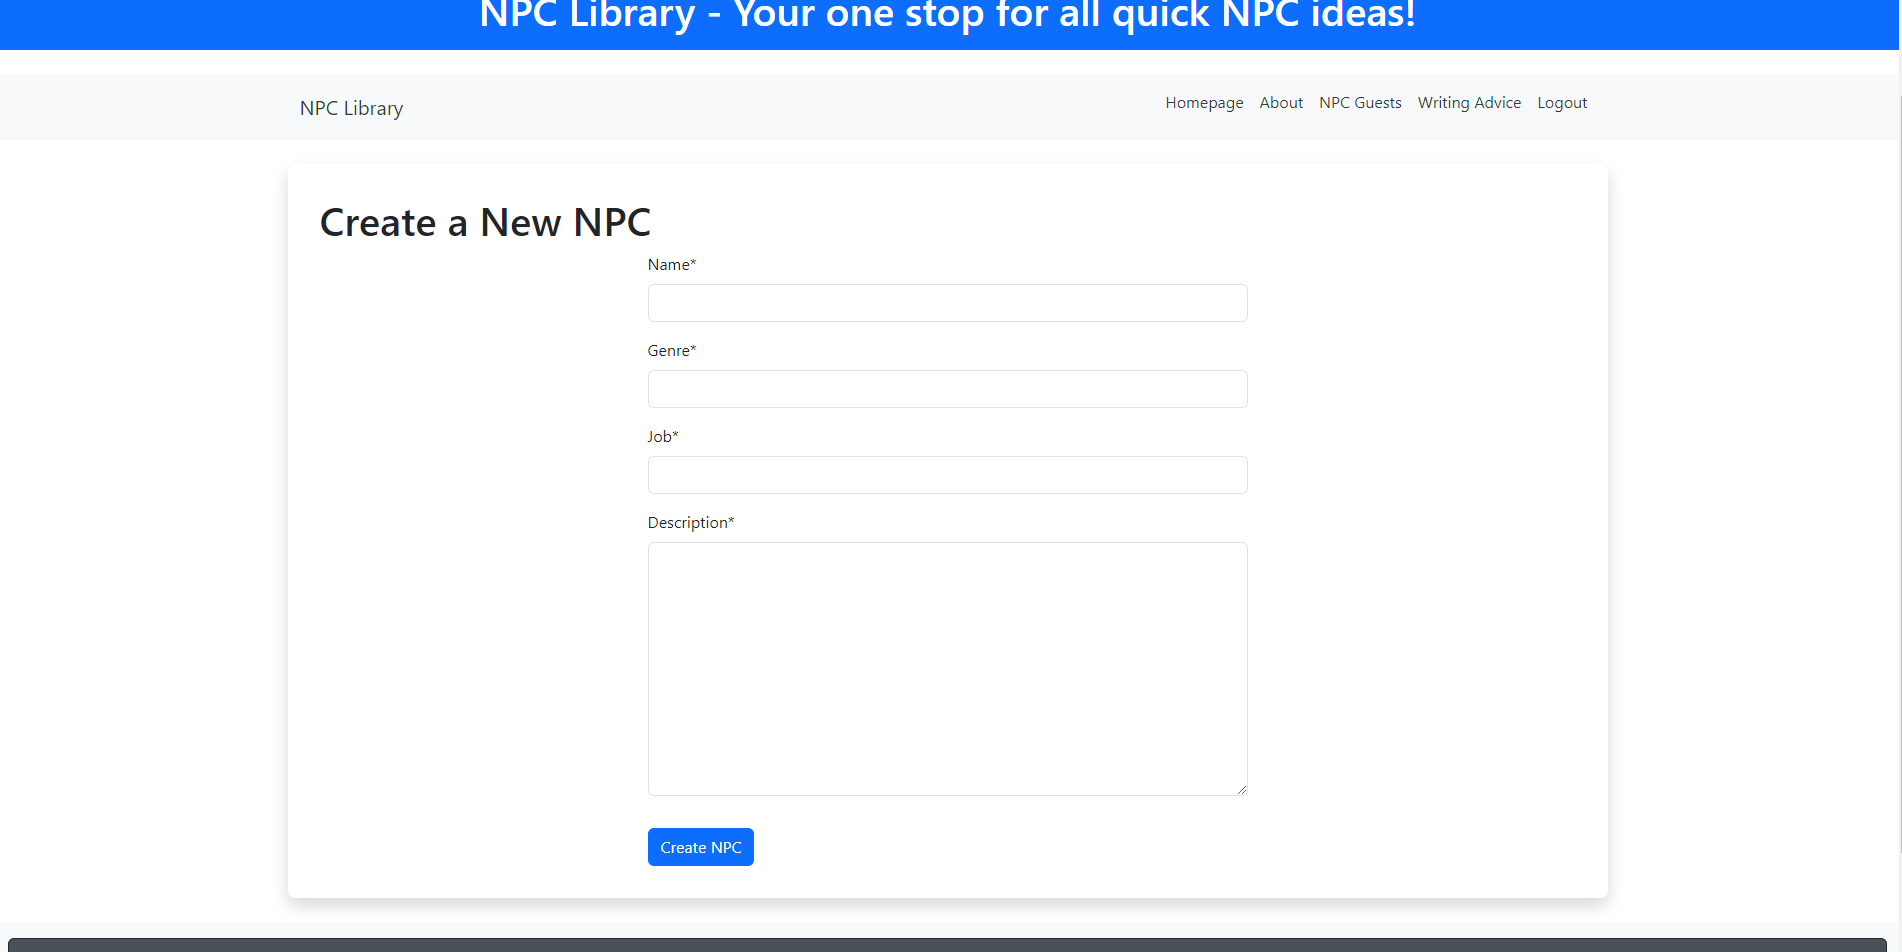 NPC Library - Your one stop for all quick NPC ideas!
NPC Library
Homepage About NPC Guests Writing Advice Logout
Create a New NPC
Name*
Genre*
Job*
Description*
Create NPC